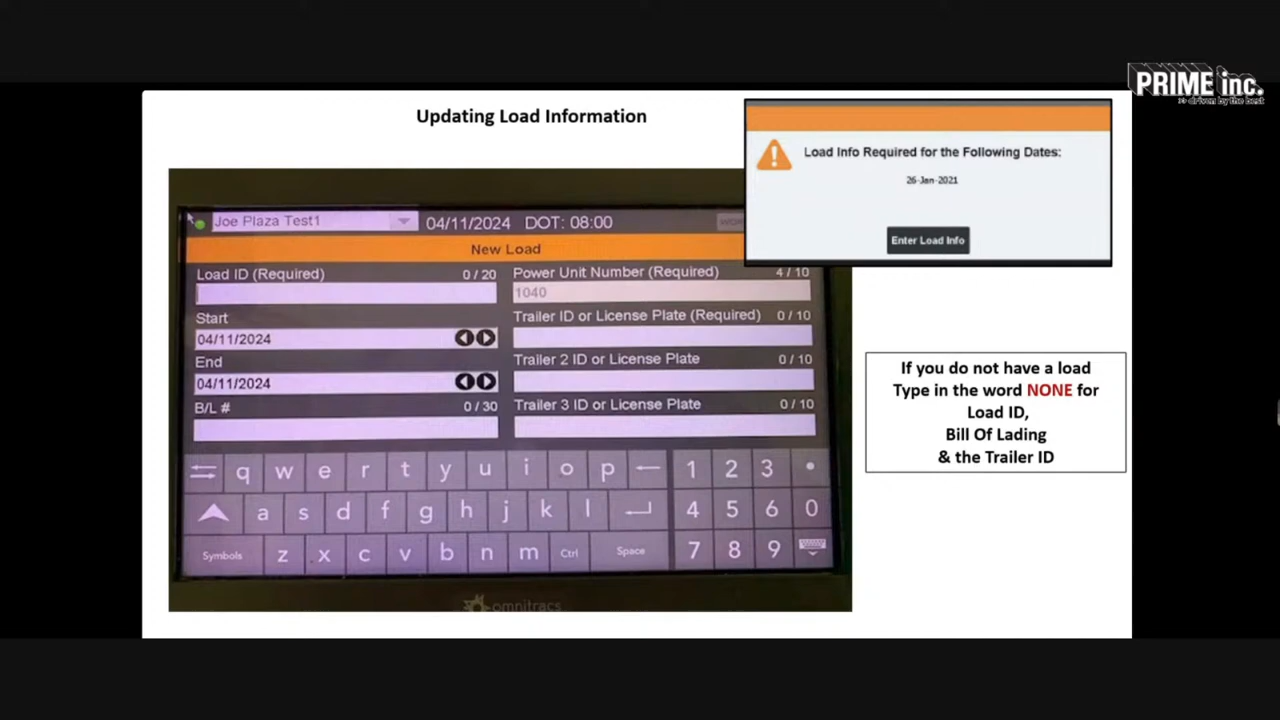 PRIME inc.
>> driven by the best
Updating Load Information
Load Info Required for the Following Dates:
26-Jan-2021
Enter Load Info
Joe Plaza Test1
04/11/2024 DOT: 08:00
New Load
Load ID (Required) 0 / 20
Power Unit Number (Required) 4 / 10
1040
Start
Trailer ID or License Plate (Required) 0 / 10
04/11/2024
End
Trailer 2 ID or License Plate 0 / 10
04/11/2024
B/L # 0 / 30
Trailer 3 ID or License Plate 0 / 10
q w e r t y u i o p 1 2 3 •
a s d f g h j k l 4 5 6 0
Symbols z x c v b n m Ctrl Space 7 8 9
omnitracs
If you do not have a load
Type in the word NONE for
Load ID,
Bill Of Lading
& the Trailer ID